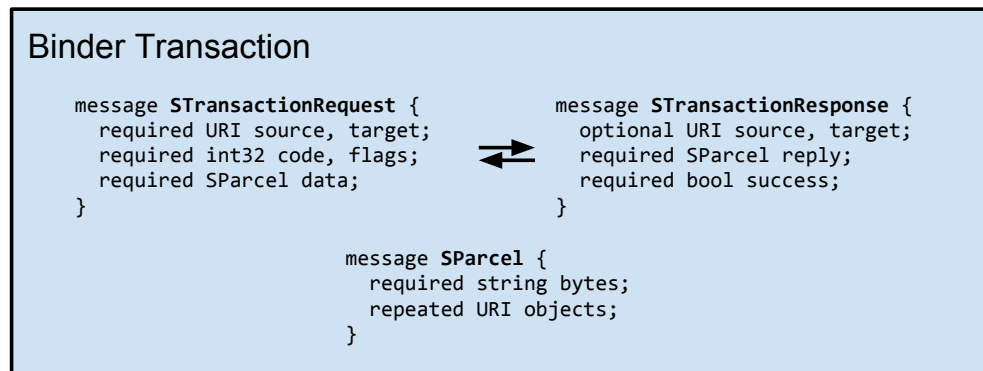 Binder Transaction
message STransactionRequest {
  required URI source, target;
  required int32 code, flags;
  required SParcel data;
}
message STransactionResponse {
  optional URI source, target;
  required SParcel reply;
  required bool success;
}
message SParcel {
  required string bytes;
  repeated URI objects;
}